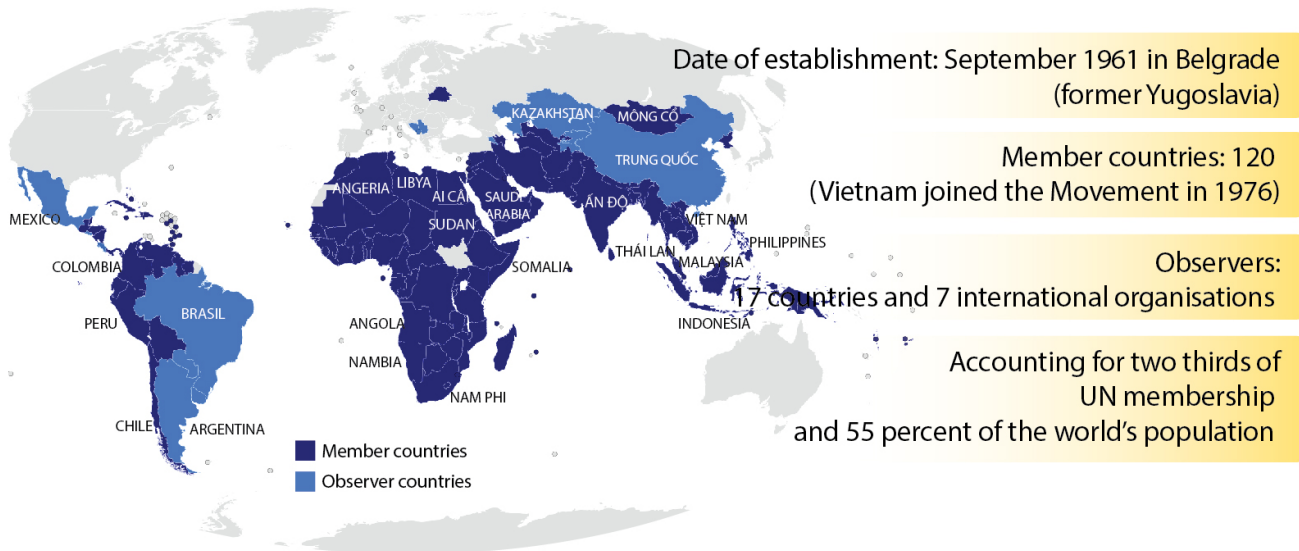 Date of establishment: September 1961 in Belgrade
(former Yugoslavia)
Member countries: 120
(Vietnam joined the Movement in 1976)
Observers:
17 countries and 7 international organisations
Accounting for two thirds of
UN membership
and 55 percent of the world's population
KAZAKHSTAN
MÔNG CỔ
TRUNG QUỐC
ANGERIA
LIBYA
AI CẬP
SAUDI
ARABIA
ẤN ĐỘ
SUDAN
VIỆT NAM
MEXICO
THÁI LAN
PHILIPPINES
MALAYSIA
COLOMBIA
SOMALIA
BRASIL
PERU
ANGOLA
INDONESIA
NAMBIA
NAM PHI
CHILE
ARGENTINA
Member countries
Observer countries